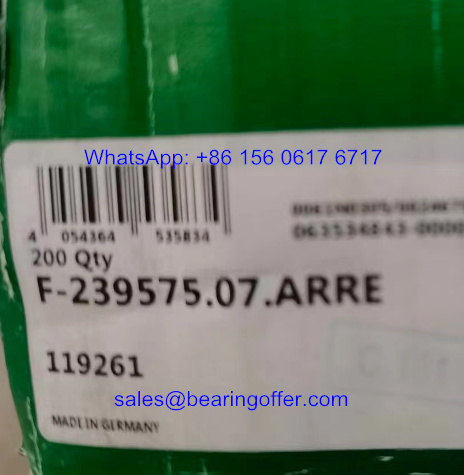 WhatsApp: +86 156 0617 6717
4 054364 535834
200 Qty
F-239575.07.ARRE
119261
sales@bearingoffer.com
MADE IN GERMANY